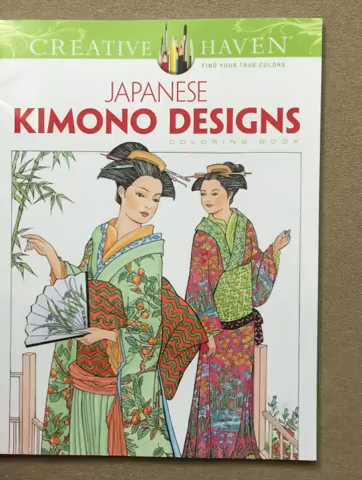 CREATIVE HAVEN®
FIND YOUR TRUE COLORS
JAPANESE
KIMONO DESIGNS
COLORING BOOK